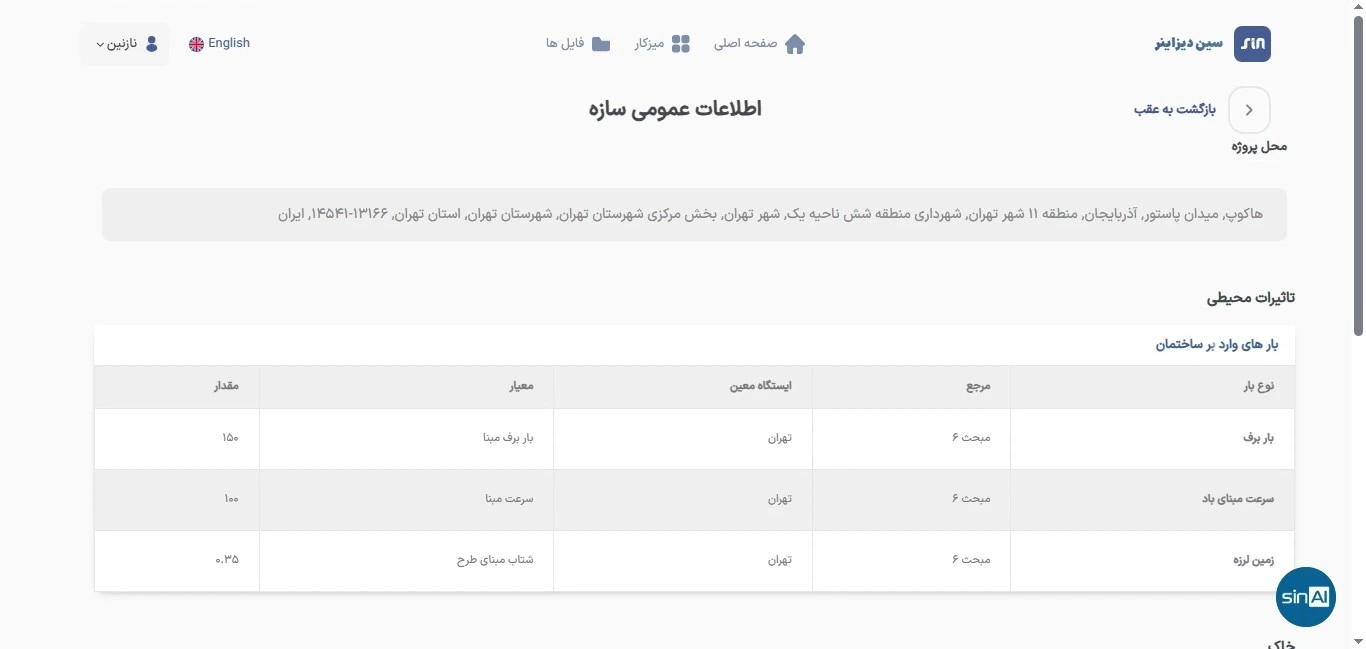 sin سین دیزاینر
صفحه اصلی
میزکار
فایل ها
English
نازنین
بازگشت به عقب
اطلاعات عمومی سازه
محل پروژه
هاکوپ, میدان پاستور, آذربایجان, منطقه ۱۱ شهر تهران, شهرداری منطقه شش ناحیه یک, شهر تهران, بخش مرکزی شهرستان تهران, شهرستان تهران, استان تهران, ۱۳۱۶۶-۱۴۵۴۱, ایران
تاثیرات محیطی
بار های وارد بر ساختمان
نوع بار مرجع ایستگاه معین معیار مقدار
بار برف مبحث ۶ تهران بار برف مبنا ۱۵۰
سرعت مبنای باد مبحث ۶ تهران سرعت مبنا ۱۰۰
زمین لرزه مبحث ۶ تهران شتاب مبنای طرح ۰.۳۵
sinAI
خاک